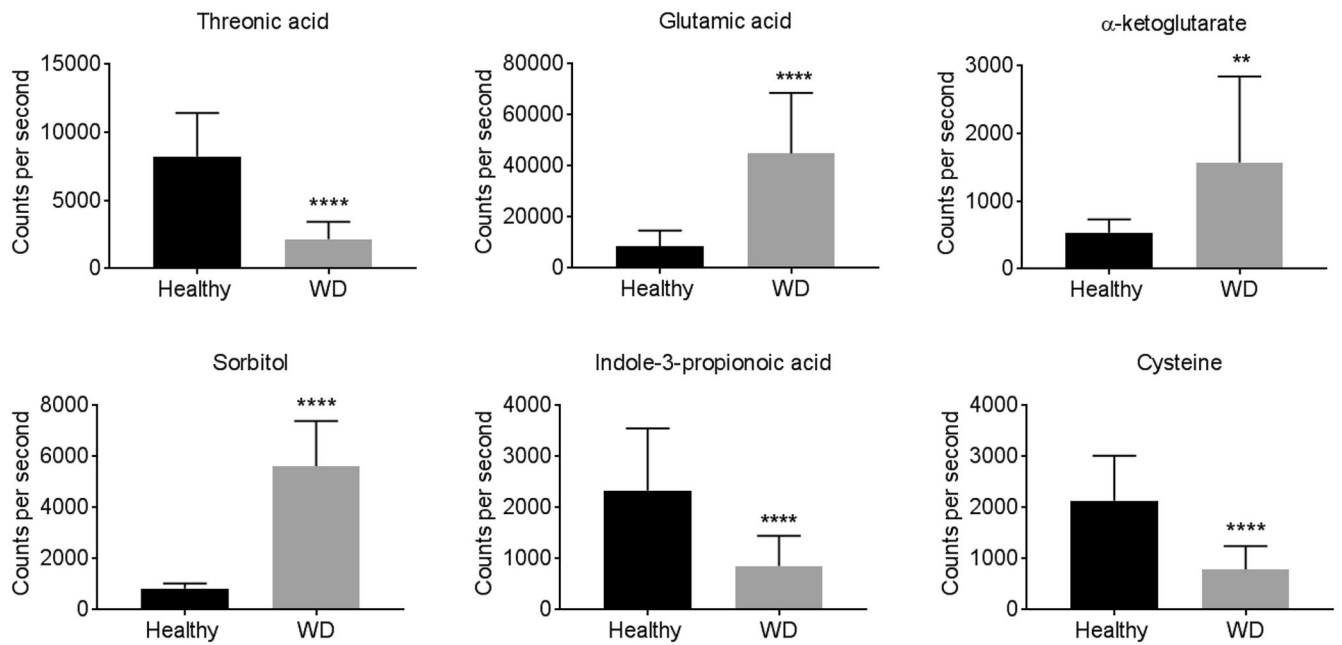 Threonic acid
Counts per second
15000
10000
5000
0
****
Healthy
WD
Glutamic acid
Counts per second
80000
60000
40000
20000
0
****
Healthy
WD
α-ketoglutarate
Counts per second
3000
2000
1000
0
**
Healthy
WD
Sorbitol
Counts per second
8000
6000
4000
2000
0
****
Healthy
WD
Indole-3-propionoic acid
Counts per second
4000
3000
2000
1000
0
****
Healthy
WD
Cysteine
Counts per second
4000
3000
2000
1000
0
****
Healthy
WD